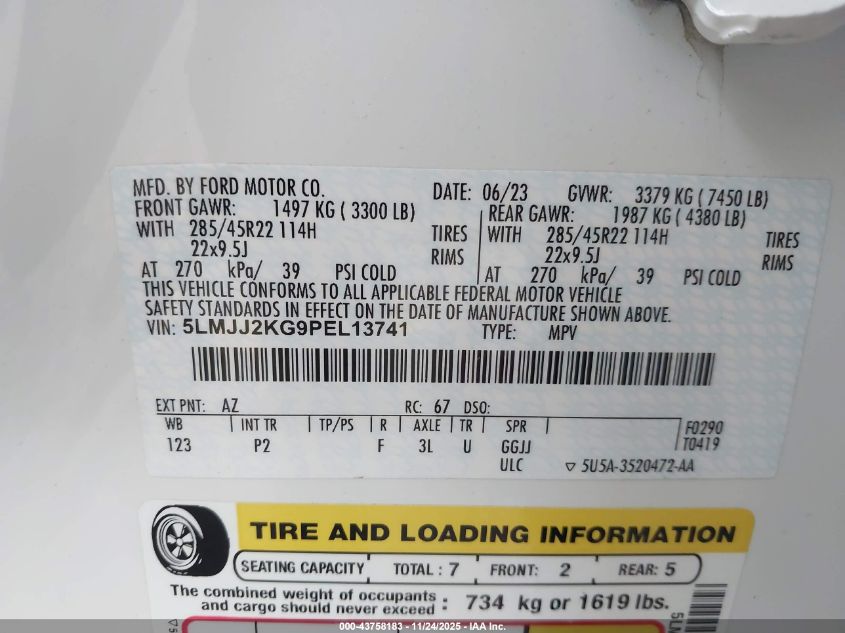 MFD. BY FORD MOTOR CO. DATE: 06/23 GVWR: 3379 KG ( 7450 LB)
FRONT GAWR: 1497 KG ( 3300 LB) REAR GAWR: 1987 KG ( 4380 LB)
WITH 285/45R22 114H TIRES WITH 285/45R22 114H TIRES
22x9.5J RIMS 22x9.5J RIMS
AT 270 kPa/ 39 PSI COLD AT 270 kPa/ 39 PSI COLD
THIS VEHICLE CONFORMS TO ALL APPLICABLE FEDERAL MOTOR VEHICLE
SAFETY STANDARDS IN EFFECT ON THE DATE OF MANUFACTURE SHOWN ABOVE.
VIN: 5LMJJ2KG9PEL13741 TYPE: MPV
EXT PNT: AZ RC: 67 DSO:
WB INT TR TP/PS R AXLE TR SPR F0290
123 P2 F 3L U GGJJ T0419
ULC 5U5A-3520472-AA
TIRE AND LOADING INFORMATION
SEATING CAPACITY TOTAL : 7 FRONT: 2 REAR: 5
The combined weight of occupants
and cargo should never exceed : 734 kg or 1619 lbs.
000-43758183 - 11/24/2025 - IAA Inc.